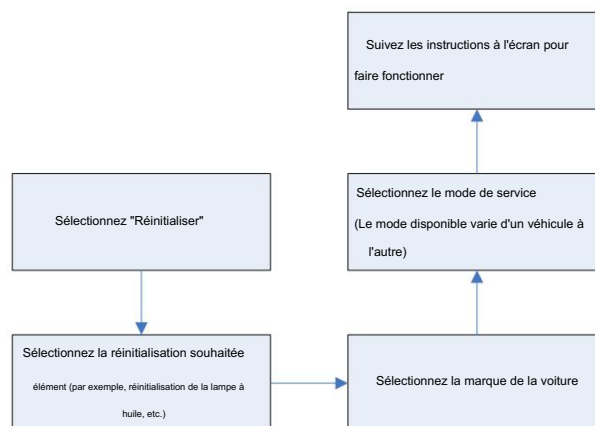 Suivez les instructions à l'écran pour
faire fonctionner
Sélectionnez "Réinitialiser"
Sélectionnez le mode de service
(Le mode disponible varie d'un véhicule à
l'autre)
Sélectionnez la réinitialisation souhaitée
élément (par exemple, réinitialisation de la lampe à
huile, etc.)
Sélectionnez la marque de la voiture